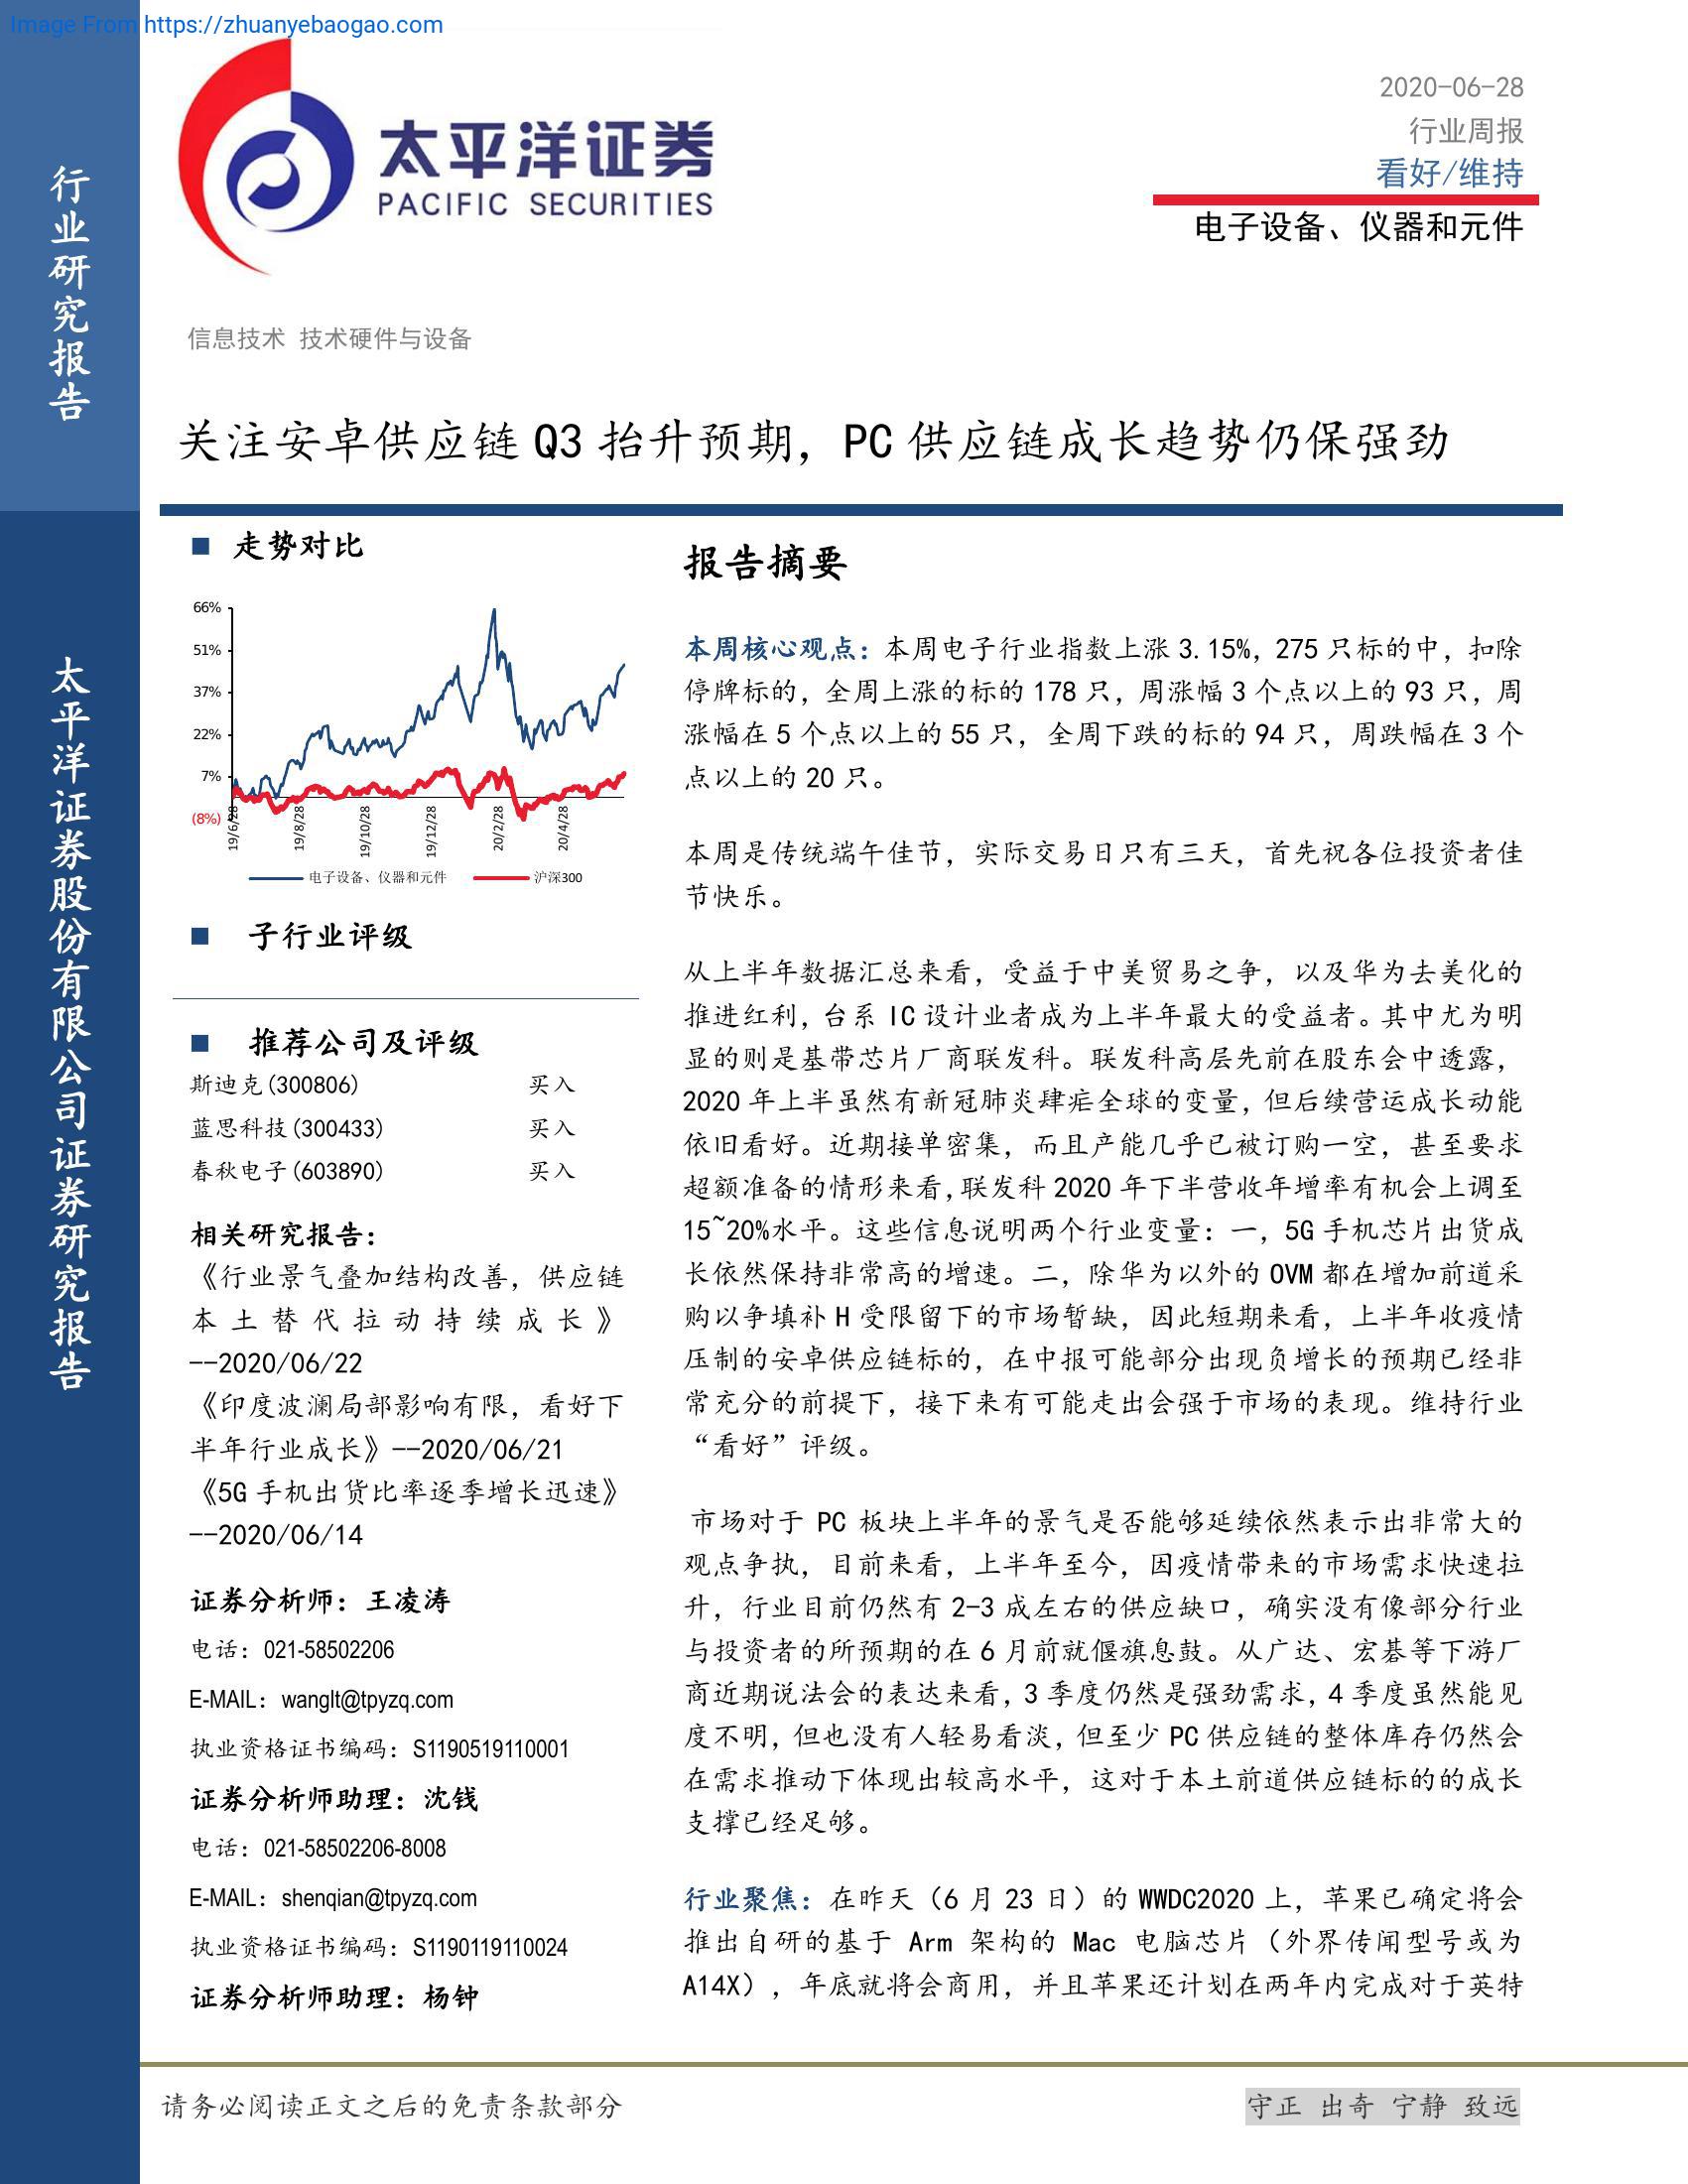 Image From https://zhuanyebaogao.com
行业研究报告
太平洋证券股份有限公司证券研究报告
太平洋证券
PACIFIC SECURITIES
2020-06-28
行业周报
看好/维持
电子设备、仪器和元件
信息技术 技术硬件与设备
关注安卓供应链 Q3 抬升预期，PC 供应链成长趋势仍保强劲
■ 走势对比
66%
51%
37%
22%
7%
(8%)
19/6/28
19/8/28
19/10/28
19/12/28
20/2/28
20/4/28
电子设备、仪器和元件 沪深300
■ 子行业评级
■ 推荐公司及评级
斯迪克(300806) 买入
蓝思科技(300433) 买入
春秋电子(603890) 买入
相关研究报告：
《行业景气叠加结构改善，供应链
本土替代拉动持续成长》
--2020/06/22
《印度波澜局部影响有限，看好下
半年行业成长》--2020/06/21
《5G 手机出货比率逐季增长迅速》
--2020/06/14
证券分析师：王凌涛
电话：021-58502206
E-MAIL：wanglt@tpyzq.com
执业资格证书编码：S1190519110001
证券分析师助理：沈钱
电话：021-58502206-8008
E-MAIL：shenqian@tpyzq.com
执业资格证书编码：S1190119110024
证券分析师助理：杨钟
报告摘要
本周核心观点：本周电子行业指数上涨 3.15%，275 只标的中，扣除
停牌标的，全周上涨的标的 178 只，周涨幅 3 个点以上的 93 只，周
涨幅在 5 个点以上的 55 只，全周下跌的标的 94 只，周跌幅在 3 个
点以上的 20 只。
本周是传统端午佳节，实际交易日只有三天，首先祝各位投资者佳
节快乐。
从上半年数据汇总来看，受益于中美贸易之争，以及华为去美化的
推进红利，台系 IC 设计业者成为上半年最大的受益者。其中尤为明
显的则是基带芯片厂商联发科。联发科高层先前在股东会中透露，
2020 年上半虽然有新冠肺炎肆疟全球的变量，但后续营运成长动能
依旧看好。近期接单密集，而且产能几乎已被订购一空，甚至要求
超额准备的情形来看,联发科 2020 年下半营收年增率有机会上调至
15~20%水平。这些信息说明两个行业变量：一，5G 手机芯片出货成
长依然保持非常高的增速。二，除华为以外的 OVM 都在增加前道采
购以争填补 H 受限留下的市场暂缺，因此短期来看，上半年收疫情
压制的安卓供应链标的，在中报可能部分出现负增长的预期已经非
常充分的前提下，接下来有可能走出会强于市场的表现。维持行业
“看好”评级。
市场对于 PC 板块上半年的景气是否能够延续依然表示出非常大的
观点争执，目前来看，上半年至今，因疫情带来的市场需求快速拉
升，行业目前仍然有 2-3 成左右的供应缺口，确实没有像部分行业
与投资者的所预期的在 6 月前就偃旗息鼓。从广达、宏碁等下游厂
商近期说法会的表达来看,3 季度仍然是强劲需求,4 季度虽然能见
度不明,但也没有人轻易看淡,但至少 PC 供应链的整体库存仍然会
在需求推动下体现出较高水平，这对于本土前道供应链标的的成长
支撑已经足够。
行业聚焦：在昨天（6 月 23 日）的 WWDC2020 上，苹果已确定将会
推出自研的基于 Arm 架构的 Mac 电脑芯片（外界传闻型号或为
A14X），年底就将会商用，并且苹果还计划在两年内完成对于英特
请务必阅读正文之后的免责条款部分
守正 出奇 宁静 致远